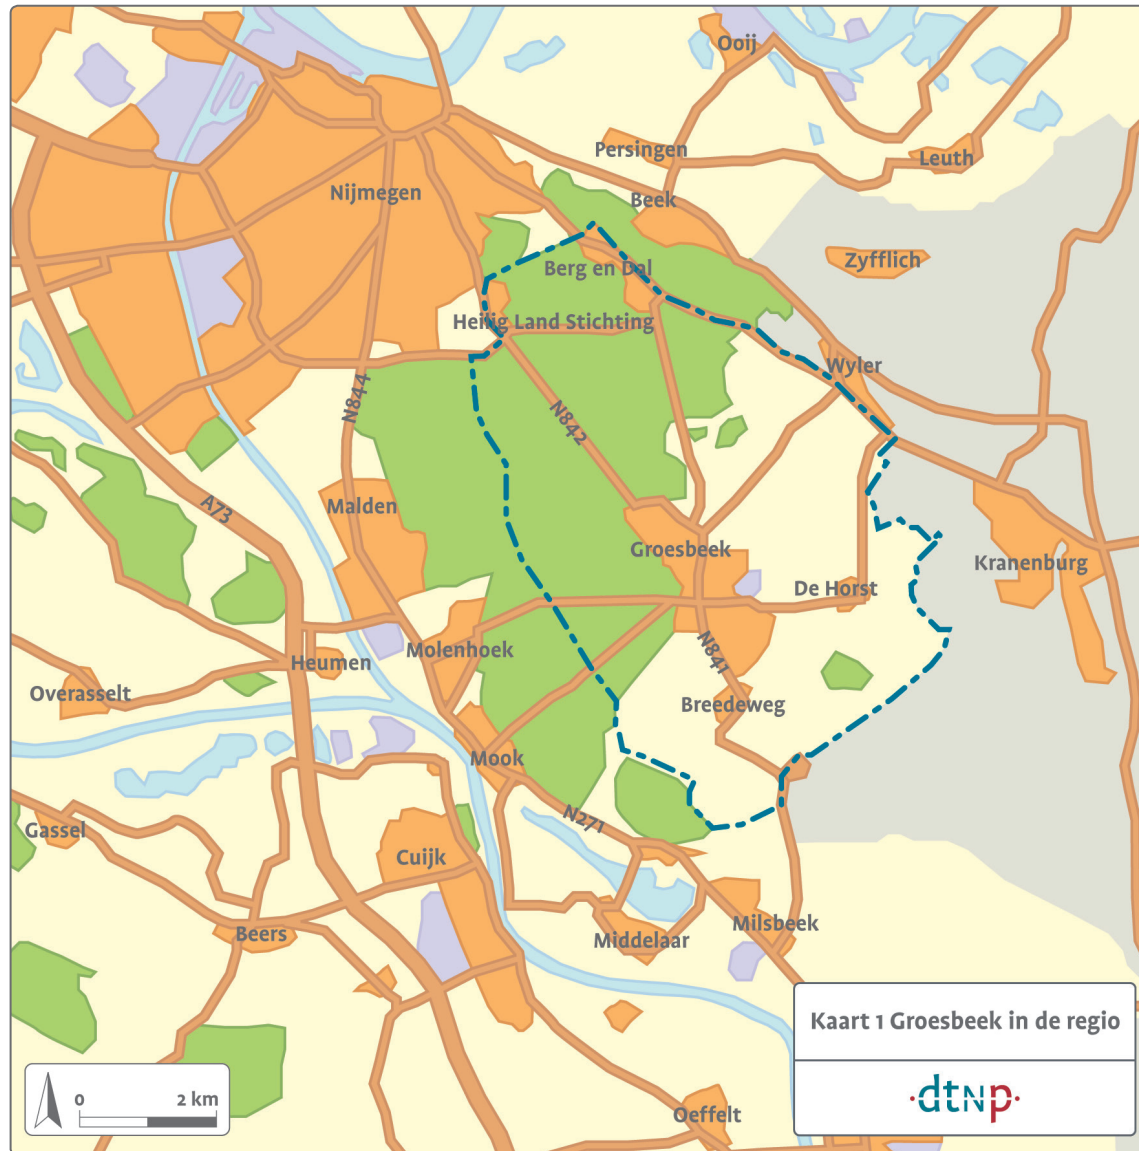 Ooij
Persingen
Leuth
Nijmegen
Beek
Zyfflich
Berg en Dal
Heilig Land Stichting
Wyler
N844
N842
Malden
A73
Groesbeek
Kranenburg
De Horst
Molenhoek
N841
Heumen
Overasselt
Breedeweg
Mook
N271
Gassel
Cuijk
Milsbeek
Beers
Middelaar
Kaart 1 Groesbeek in de regio
0 2 km
·dtNp·
Oeffelt